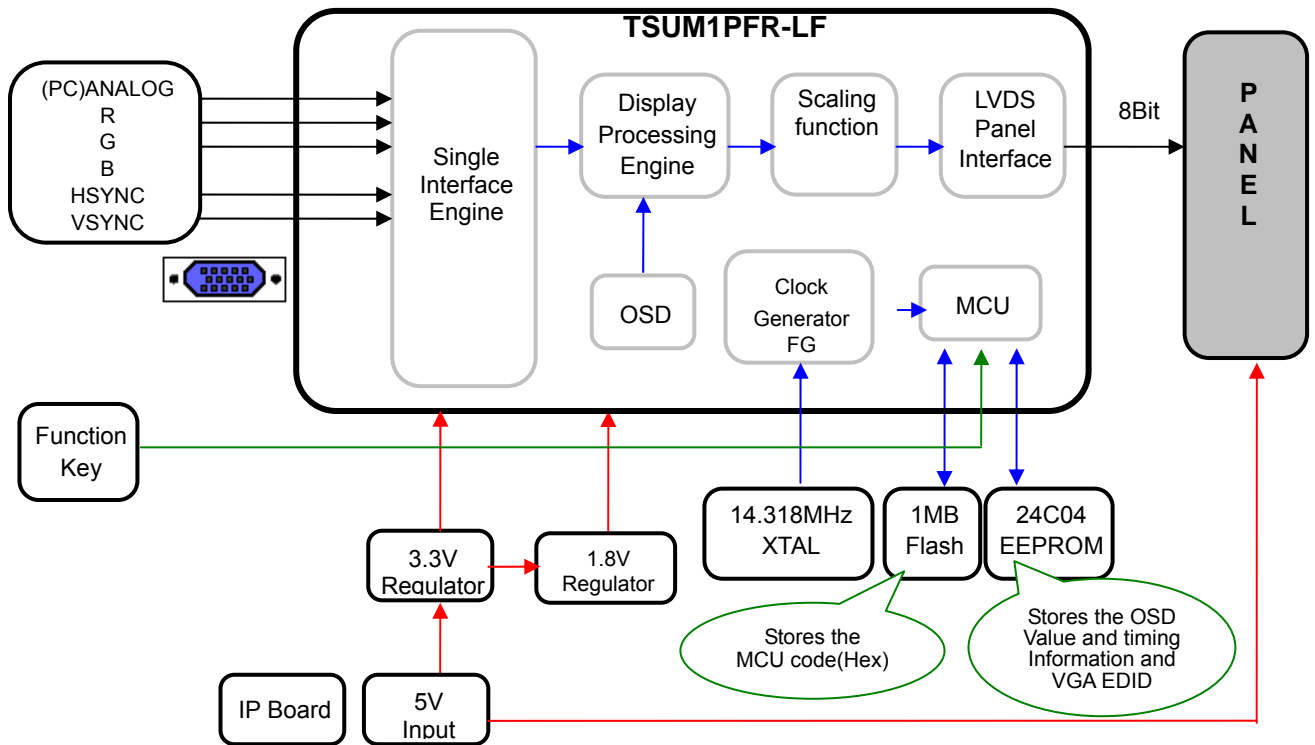 TSUM1PFR-LF
(PC)ANALOG
R
G
B
HSYNC
VSYNC
Single
Interface
Engine
Display
Processing
Engine
Scaling
function
LVDS
Panel
Interface
8Bit
P
A
N
E
L
OSD
Clock
Generator
FG
MCU
Function
Key
3.3V
Regulator
1.8V
Regulator
14.318MHz
XTAL
1MB
Flash
24C04
EEPROM
Stores the
MCU code(Hex)
Stores the OSD
Value and timing
Information and
VGA EDID
IP Board
5V
Input